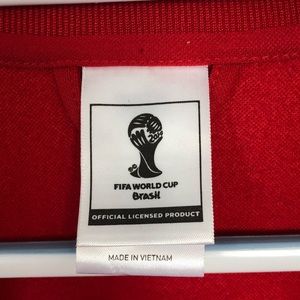 FIFA WORLD CUP
Brasil
OFFICIAL LICENSED PRODUCT
MADE IN VIETNAM